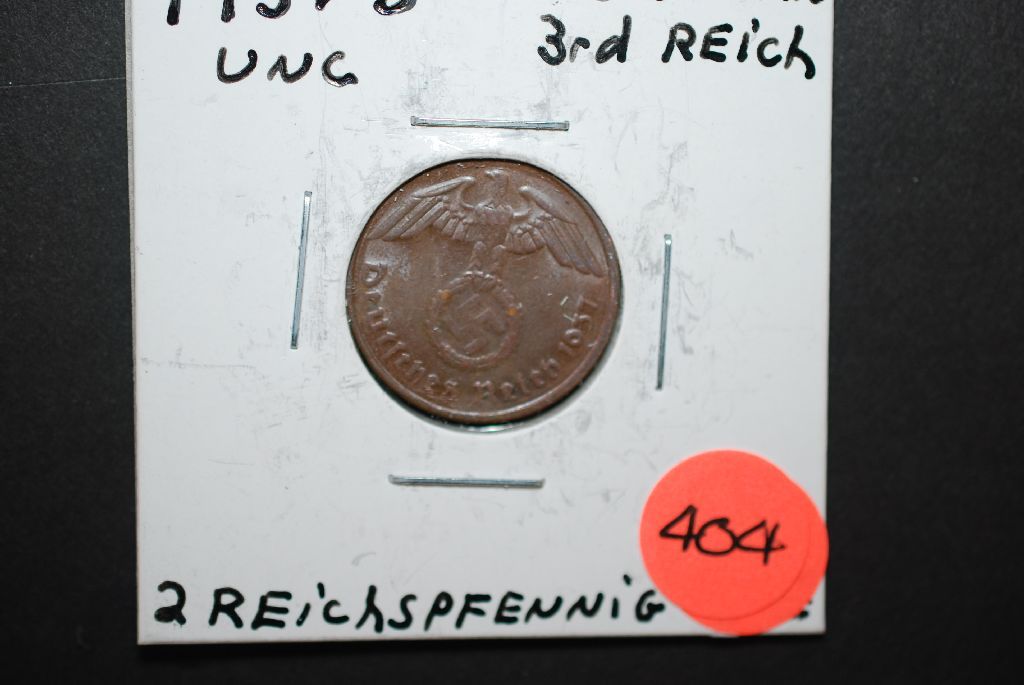 UNC
3rd REich
Deutsches Reich 1937
404
2 REichSPFENNiG